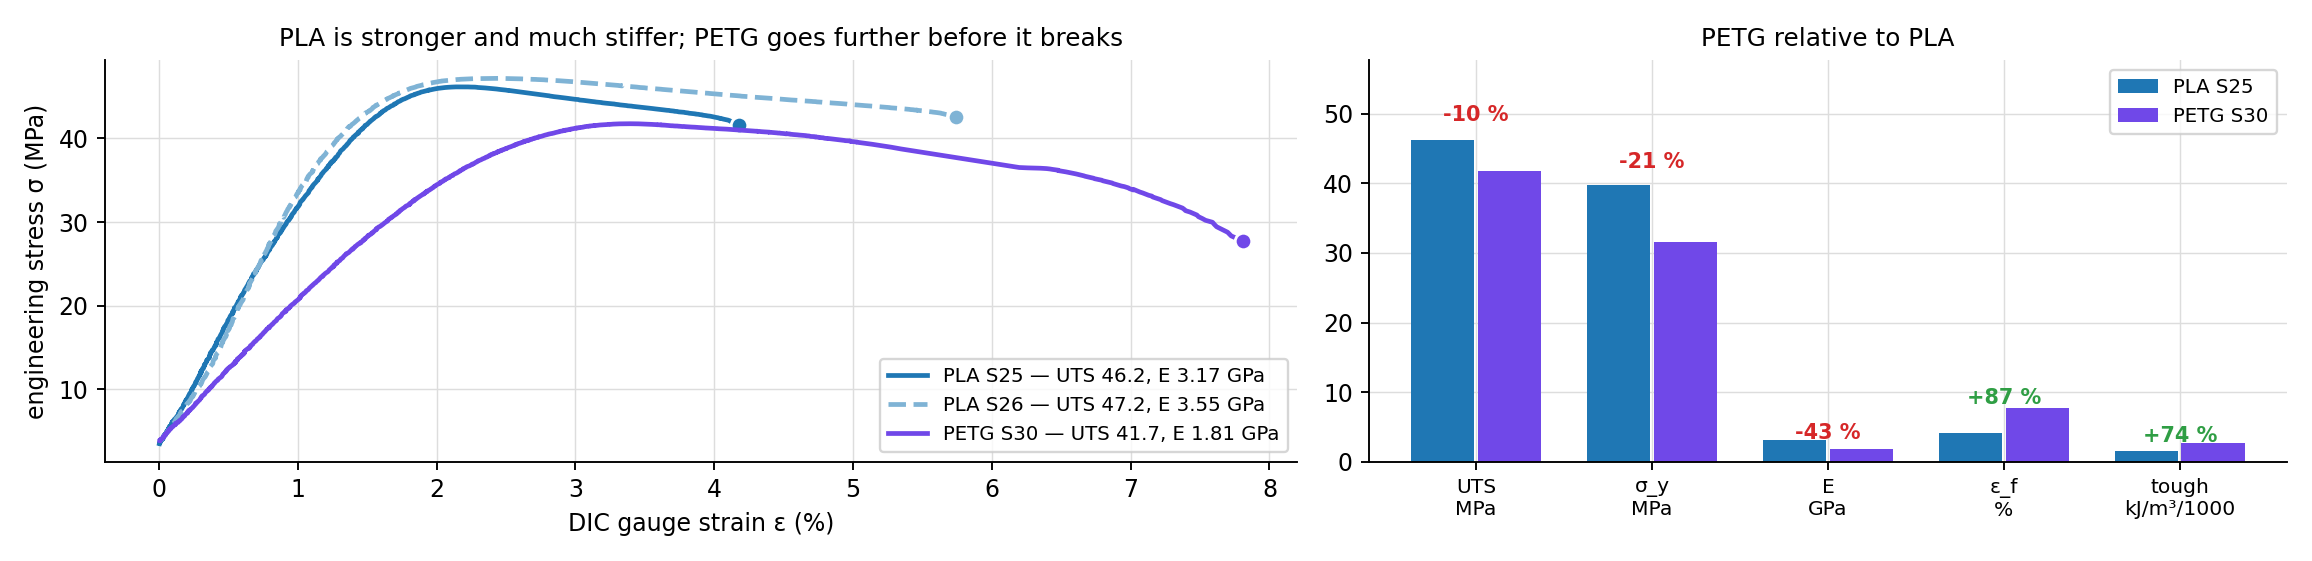 PLA is stronger and much stiffer; PETG goes further before it breaks
engineering stress σ (MPa)
40
30
20
10
0 1 2 3 4 5 6 7 8
DIC gauge strain ε (%)
PLA S25 — UTS 46.2, E 3.17 GPa
PLA S26 — UTS 47.2, E 3.55 GPa
PETG S30 — UTS 41.7, E 1.81 GPa
PETG relative to PLA
PLA S25
PETG S30
50
40
30
20
10
0
-10 %
-21 %
-43 %
+87 %
+74 %
UTS
MPa
σ_y
MPa
E
GPa
ε_f
%
tough
kJ/m³/1000